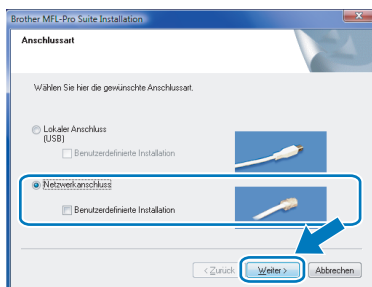 Brother MFL-Pro Suite Installation
Anschlussart
Wählen Sie hier die gewünschte Anschlussart.
Lokaler Anschluss
(USB)
Benutzerdefinierte Installation
Netzwerkanschluss
Benutzerdefinierte Installation
< Zurück
Weiter >
Abbrechen